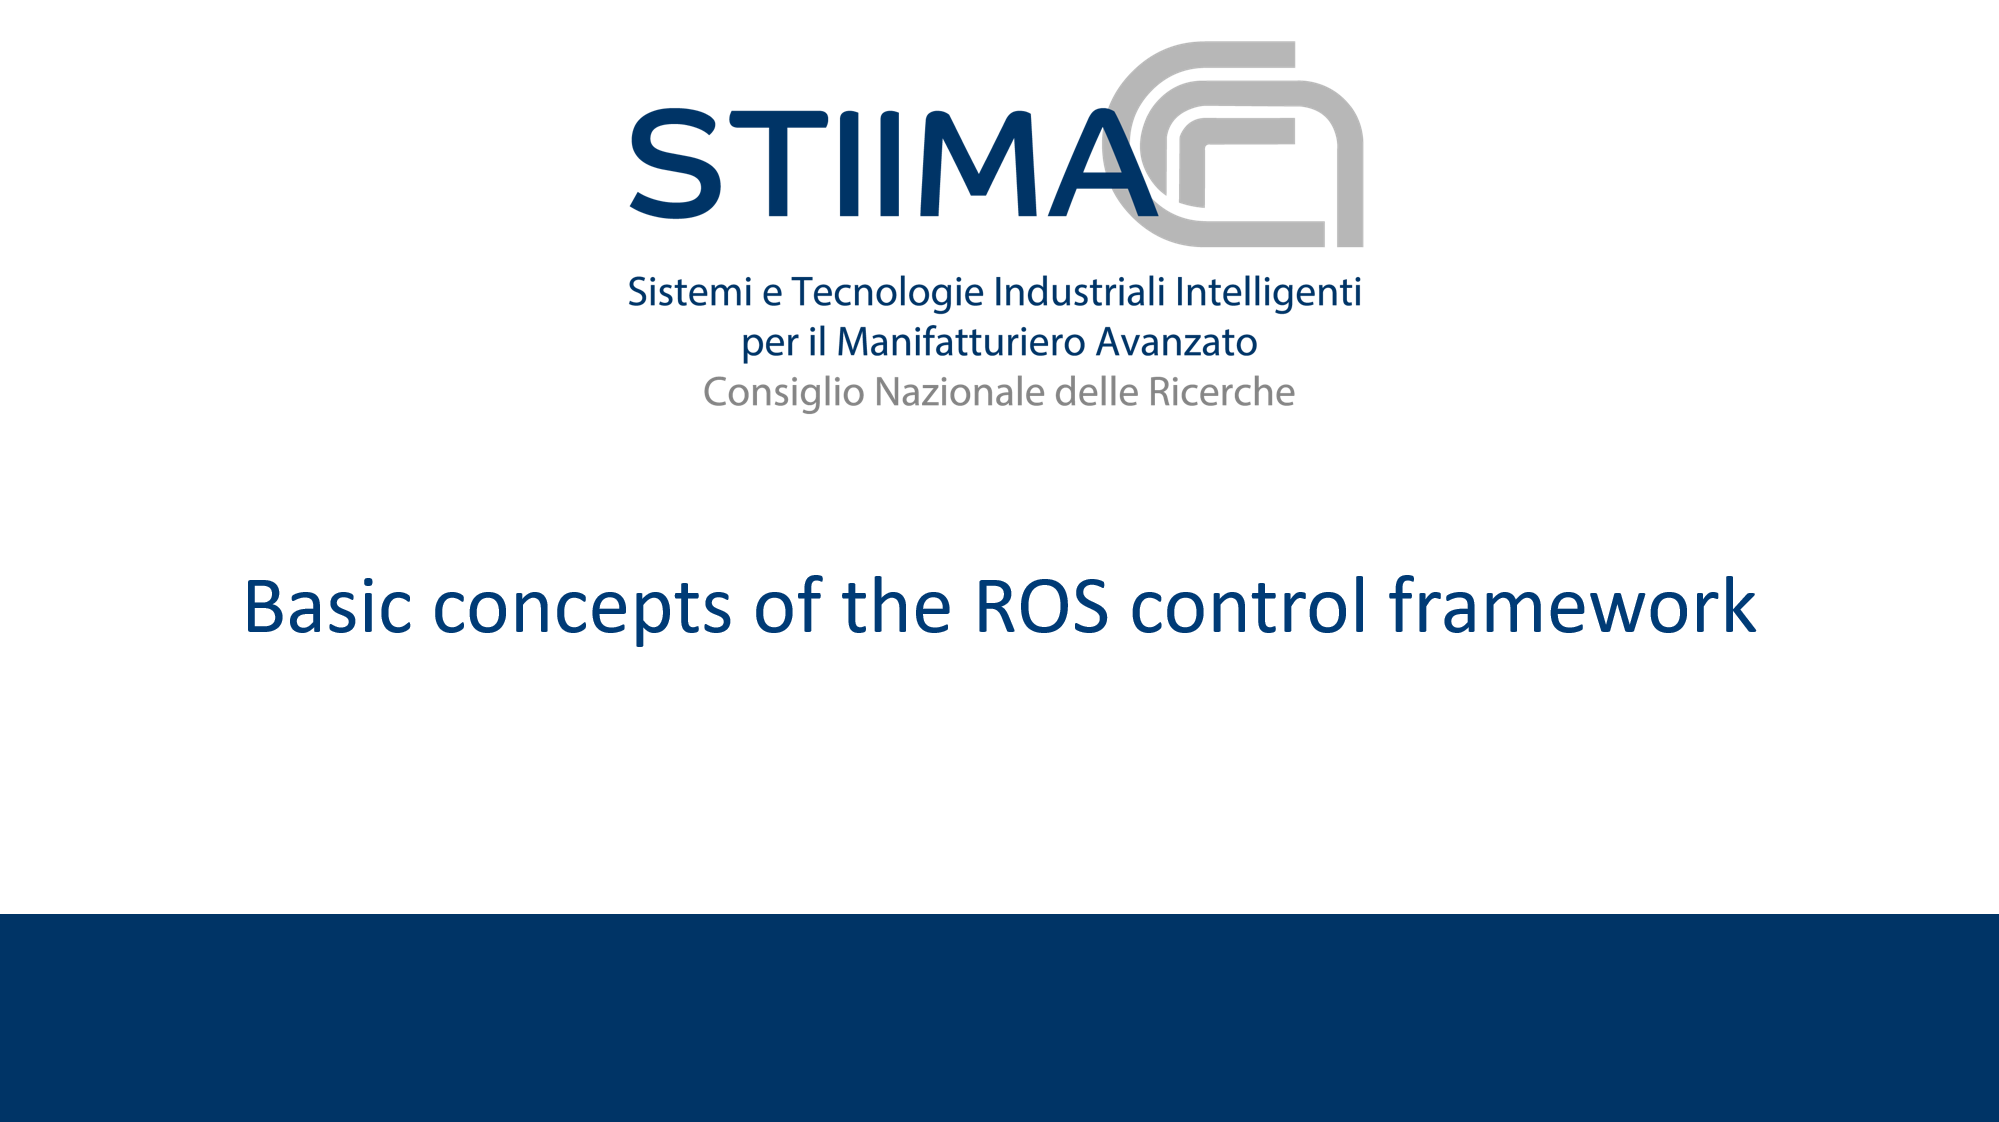 STIIMA
Sistemi e Tecnologie Industriali Intelligenti
per il Manifatturiero Avanzato
Consiglio Nazionale delle Ricerche
Basic concepts of the ROS control framework